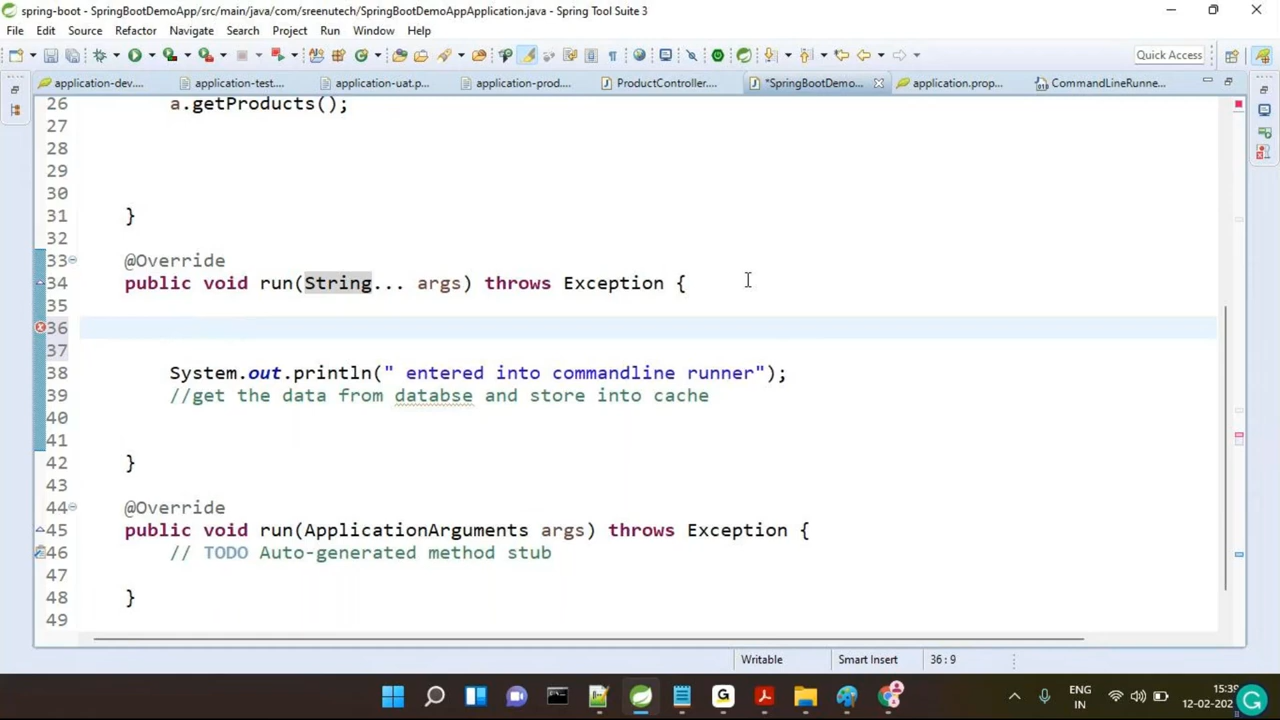 spring-boot - SpringBootDemoApp/src/main/java/com/sreenutech/SpringBootDemoAppApplication.java - Spring Tool Suite 3
File Edit Source Refactor Navigate Search Project Run Window Help
Quick Access
application-dev.... application-test.... application-uat.p... application-prod.... ProductController.... *SpringBootDemo... application.prop... CommandLineRunne...
26 a.getProducts();
27
28
29
30
31 }
32
33 @Override
34 public void run(String... args) throws Exception {
35
36
37
38 System.out.println(" entered into commandline runner");
39 //get the data from databse and store into cache
40
41
42 }
43
44 @Override
45 public void run(ApplicationArguments args) throws Exception {
46 // TODO Auto-generated method stub
47
48 }
49
Writable Smart Insert 36:9
ENG 15:39
IN 12-02-202